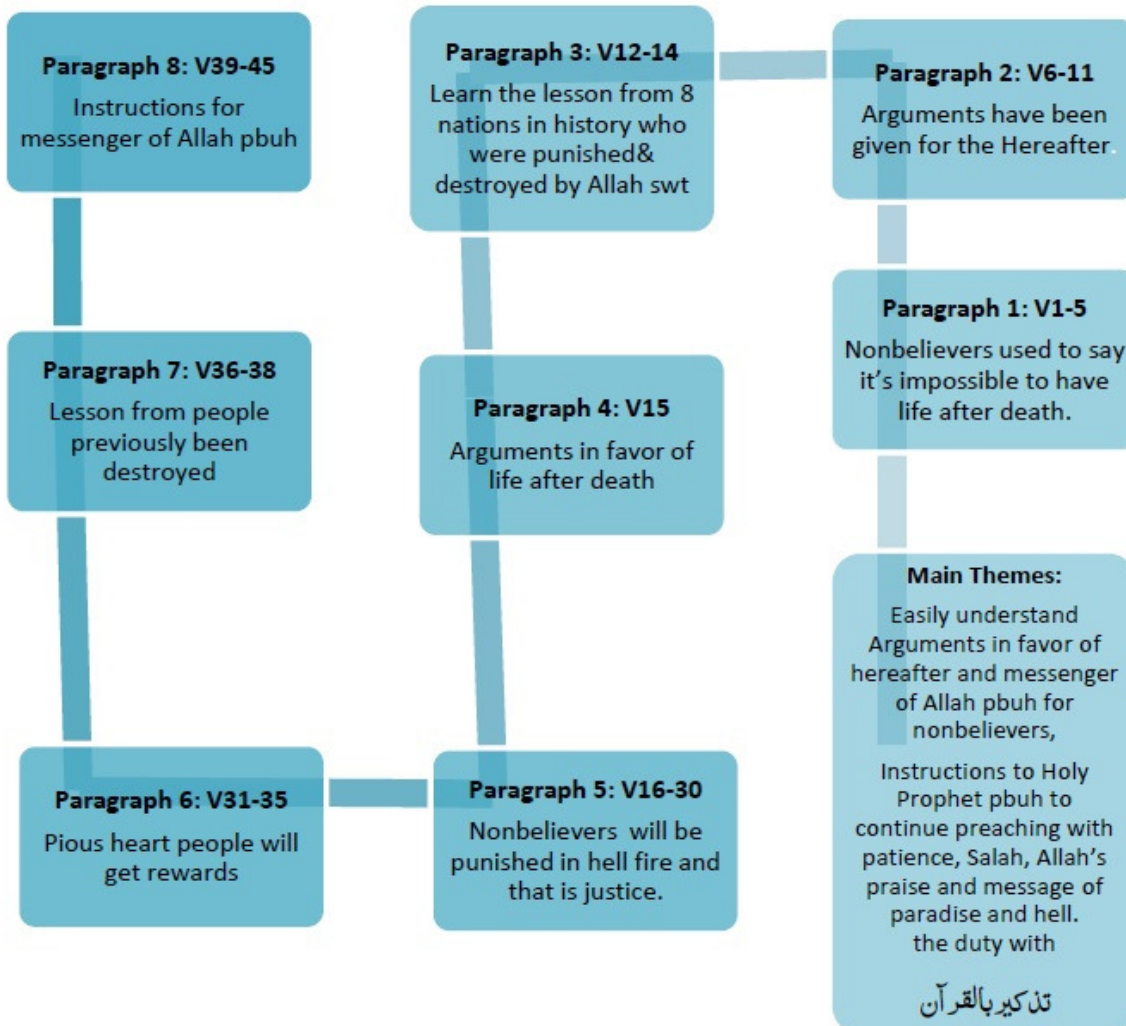 Main Themes:
Easily understand
Arguments in favor of
hereafter and messenger
of Allah pbuh for
nonbelievers,
Instructions to Holy
Prophet pbuh to
continue preaching with
patience, Salah, Allah’s
praise and message of
paradise and hell.
the duty with
تذکیر بالقرآن
Paragraph 1: V1-5
Nonbelievers used to say
it’s impossible to have
life after death.
Paragraph 2: V6-11
Arguments have been
given for the Hereafter.
Paragraph 3: V12-14
Learn the lesson from 8
nations in history who
were punished&
destroyed by Allah swt
Paragraph 4: V15
Arguments in favor of
life after death
Paragraph 5: V16-30
Nonbelievers will be
punished in hell fire and
that is justice.
Paragraph 6: V31-35
Pious heart people will
get rewards
Paragraph 7: V36-38
Lesson from people
previously been
destroyed
Paragraph 8: V39-45
Instructions for
messenger of Allah pbuh